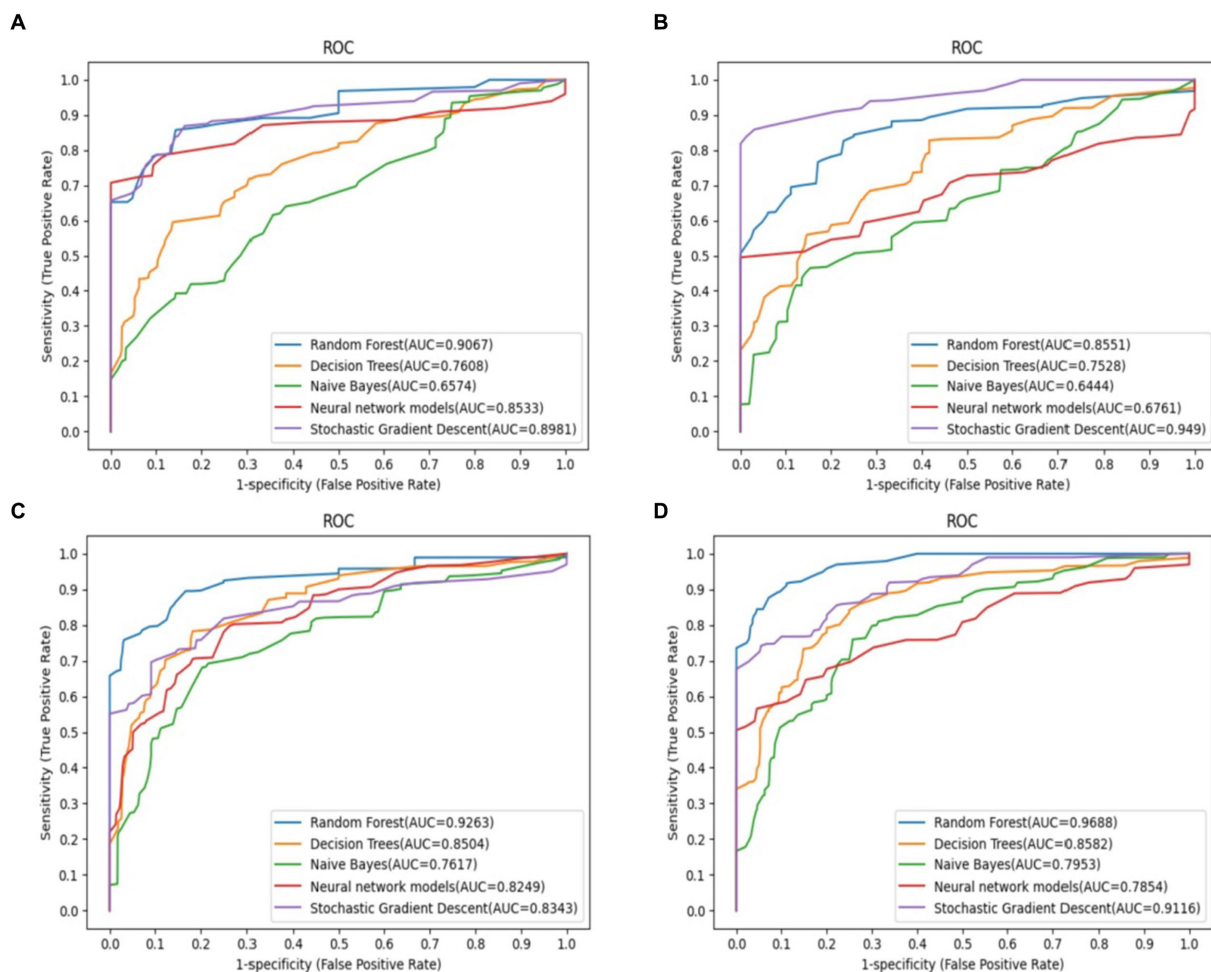 A
ROC
Sensitivity (True Positive Rate)
1.0
0.9
0.8
0.7
0.6
0.5
0.4
0.3
0.2
0.1
0.0
Random Forest(AUC=0.9067)
Decision Trees(AUC=0.7608)
Naive Bayes(AUC=0.6574)
Neural network models(AUC=0.8533)
Stochastic Gradient Descent(AUC=0.8981)
0.0 0.1 0.2 0.3 0.4 0.5 0.6 0.7 0.8 0.9 1.0
1-specificity (False Positive Rate)
B
ROC
Sensitivity (True Positive Rate)
1.0
0.9
0.8
0.7
0.6
0.5
0.4
0.3
0.2
0.1
0.0
Random Forest(AUC=0.8551)
Decision Trees(AUC=0.7528)
Naive Bayes(AUC=0.6444)
Neural network models(AUC=0.6761)
Stochastic Gradient Descent(AUC=0.949)
0.0 0.1 0.2 0.3 0.4 0.5 0.6 0.7 0.8 0.9 1.0
1-specificity (False Positive Rate)
C
ROC
Sensitivity (True Positive Rate)
1.0
0.9
0.8
0.7
0.6
0.5
0.4
0.3
0.2
0.1
0.0
Random Forest(AUC=0.9263)
Decision Trees(AUC=0.8504)
Naive Bayes(AUC=0.7617)
Neural network models(AUC=0.8249)
Stochastic Gradient Descent(AUC=0.8343)
0.0 0.1 0.2 0.3 0.4 0.5 0.6 0.7 0.8 0.9 1.0
1-specificity (False Positive Rate)
D
ROC
Sensitivity (True Positive Rate)
1.0
0.9
0.8
0.7
0.6
0.5
0.4
0.3
0.2
0.1
0.0
Random Forest(AUC=0.9688)
Decision Trees(AUC=0.8582)
Naive Bayes(AUC=0.7953)
Neural network models(AUC=0.7854)
Stochastic Gradient Descent(AUC=0.9116)
0.0 0.1 0.2 0.3 0.4 0.5 0.6 0.7 0.8 0.9 1.0
1-specificity (False Positive Rate)